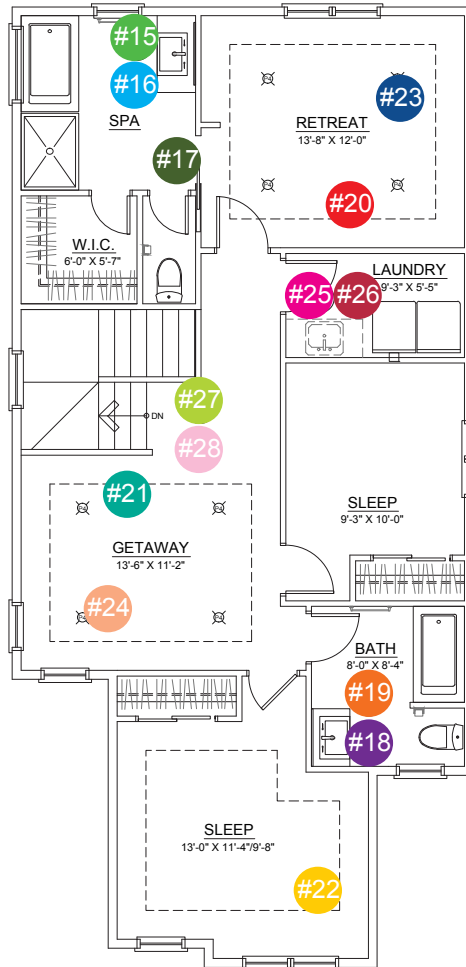 #15
#16
SPA
#17
RETREAT
13'-8" X 12'-0"
#23
#20
W.I.C.
6'-0" X 5'-7"
LAUNDRY
9'-3" X 5'-5"
#25
#26
#27
DN
#28
#21
GETAWAY
13'-6" X 11'-2"
#24
SLEEP
9'-3" X 10'-0"
BATH
8'-0" X 8'-4"
#19
#18
SLEEP
13'-0" X 11'-4"/9'-8"
#22